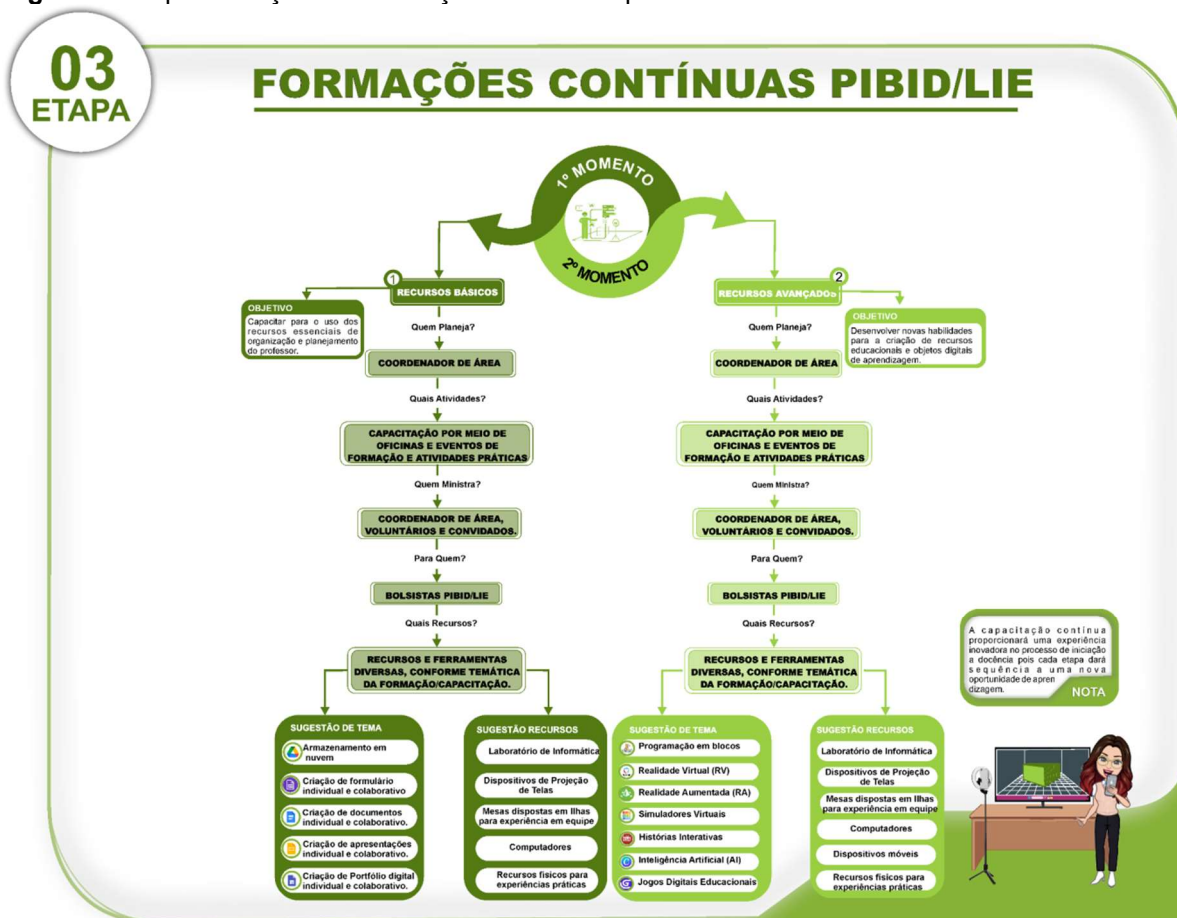 03
ETAPA
FORMAÇÕES CONTÍNUAS PIBID/LIE
1º MOMENTO
2º MOMENTO
1
RECURSOS BÁSICOS
OBJETIVO
Capacitar para o uso dos
recursos essenciais de
organização e planejamento
do professor.
Quem Planeja?
COORDENADOR DE ÁREA
Quais Atividades?
CAPACITAÇÃO POR MEIO DE
OFICINAS E EVENTOS DE
FORMAÇÃO E ATIVIDADES PRÁTICAS
Quem Ministra?
COORDENADOR DE ÁREA,
VOLUNTÁRIOS E CONVIDADOS.
Para Quem?
BOLSISTAS PIBID/LIE
Quais Recursos?
RECURSOS E FERRAMENTAS
DIVERSAS, CONFORME TEMÁTICA
DA FORMAÇÃO/CAPACITAÇÃO.
SUGESTÃO DE TEMA
Armazenamento em
nuvem
Criação de formulário
individual e colaborativo
Criação de documentos
individual e colaborativo.
Criação de apresentações
individual e colaborativo.
Criação de Portfólio digital
individual e colaborativo.
SUGESTÃO RECURSOS
Laboratório de Informática
Dispositivos de Projeção
de Telas
Mesas dispostas em Ilhas
para experiência em equipe
Computadores
Recursos físicos para
experiências práticas
2
RECURSOS AVANÇADOS
OBJETIVO
Desenvolver novas habilidades
para a criação de recursos
educacionais e objetos digitais
de aprendizagem.
Quem Planeja?
COORDENADOR DE ÁREA
Quais Atividades?
CAPACITAÇÃO POR MEIO DE
OFICINAS E EVENTOS DE
FORMAÇÃO E ATIVIDADES PRÁTICAS
Quem Ministra?
COORDENADOR DE ÁREA,
VOLUNTÁRIOS E CONVIDADOS.
Para Quem?
BOLSISTAS PIBID/LIE
Quais Recursos?
RECURSOS E FERRAMENTAS
DIVERSAS, CONFORME TEMÁTICA
DA FORMAÇÃO/CAPACITAÇÃO.
SUGESTÃO DE TEMA
Programação em blocos
Realidade Virtual (RV)
Realidade Aumentada (RA)
Simuladores Virtuais
Histórias Interativas
Inteligência Artificial (AI)
Jogos Digitais Educacionais
SUGESTÃO RECURSOS
Laboratório de Informática
Dispositivos de Projeção
de Telas
Mesas dispostas em Ilhas
para experiência em equipe
Computadores
Dispositivos móveis
Recursos físicos para
experiências práticas
A capacitação contínua
proporcionará uma experiência
inovadora no processo de iniciação
a docência pois cada etapa dará
sequência a uma nova
oportunidade de apren
dizagem.
NOTA